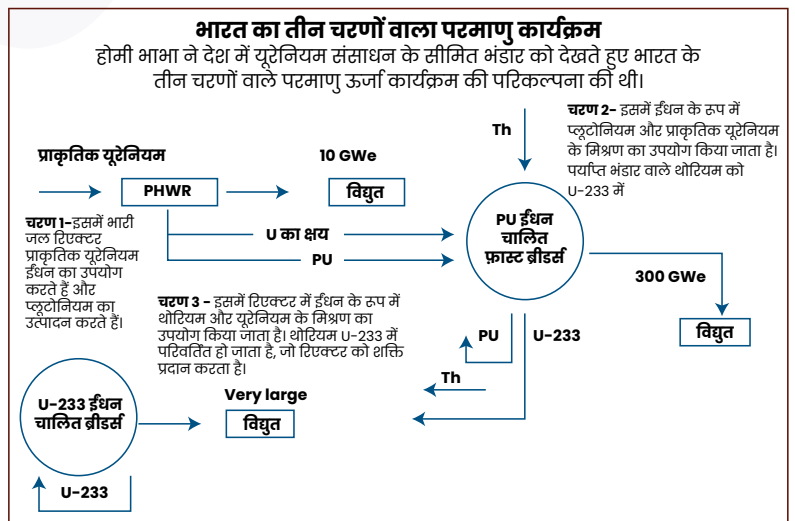 भारत का तीन चरणों वाला परमाणु कार्यक्रम
होमी भाभा ने देश में यूरेनियम संसाधन के सीमित भंडार को देखते हुए भारत के
तीन चरणों वाले परमाणु ऊर्जा कार्यक्रम की परिकल्पना की थी।
Th
चरण 2- इसमें ईंधन के रूप में
प्लूटोनियम और प्राकृतिक यूरेनियम
के मिश्रण का उपयोग किया जाता है।
पर्याप्त भंडार वाले थोरियम को
U-233 में
प्राकृतिक यूरेनियम
10 GWe
PHWR
विद्युत
चरण 1-इसमें भारी
जल रिएक्टर
प्राकृतिक यूरेनियम
ईंधन का उपयोग
करते हैं और
प्लूटोनियम का
उत्पादन करते हैं।
U का क्षय
PU
PU ईंधन
चालित
फ़ास्ट ब्रीडर्स
300 GWe
विद्युत
चरण 3 - इसमें रिएक्टर में ईंधन के रूप में
थोरियम और यूरेनियम के मिश्रण का
उपयोग किया जाता है। थोरियम U-233 में
परिवर्तित हो जाता है, जो रिएक्टर को शक्ति
प्रदान करता है।
PU
U-233
Th
Very large
विद्युत
U-233 ईंधन
चालित ब्रीडर्स
U-233